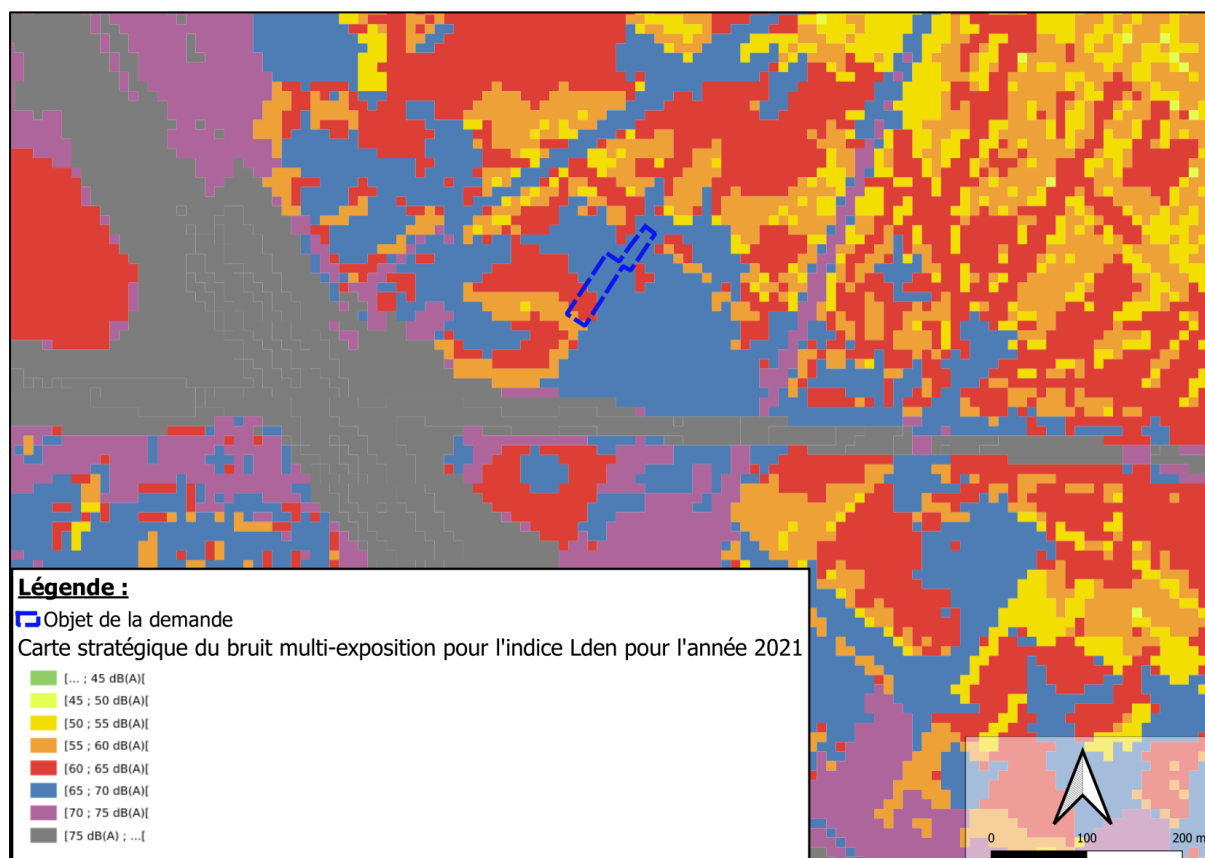 Légende :
Objet de la demande
Carte stratégique du bruit multi-exposition pour l'indice Lden pour l'année 2021
[... ; 45 dB(A)[
[45 ; 50 dB(A)[
[50 ; 55 dB(A)[
[55 ; 60 dB(A)[
[60 ; 65 dB(A)[
[65 ; 70 dB(A)[
[70 ; 75 dB(A)[
[75 dB(A) ; ...[
0 100 200 m